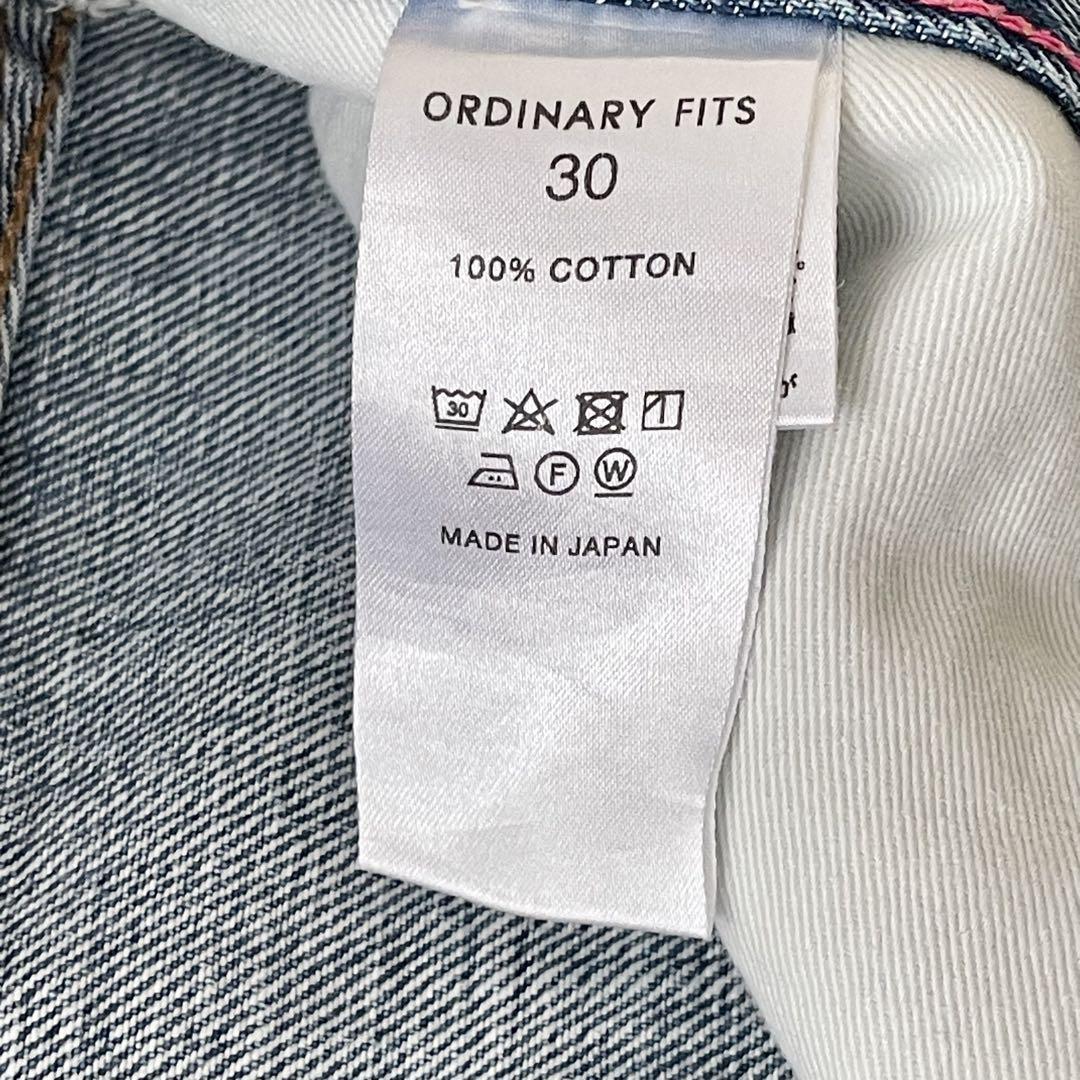 ORDINARY FITS
30
100% COTTON
30
F W
MADE IN JAPAN